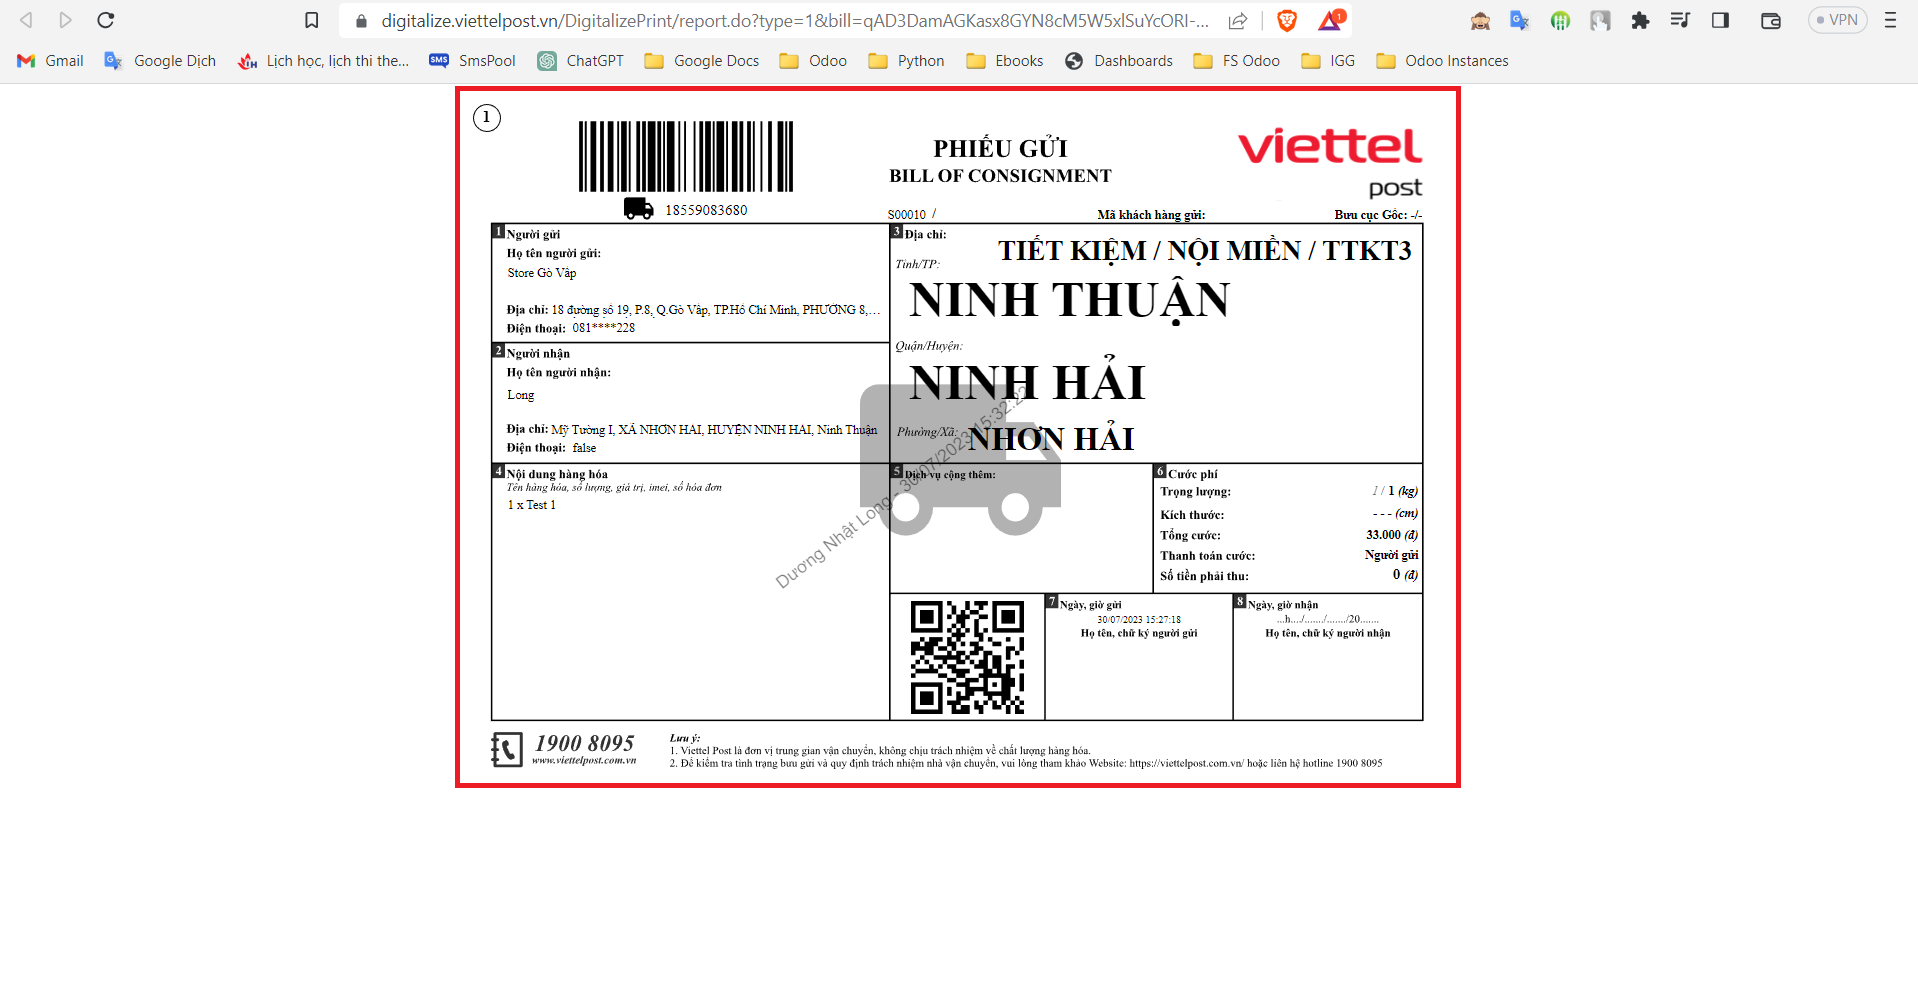 digitalize.viettelpost.vn/DigitalizePrint/report.do?type=1&bill=qAD3DamAGKasx8GYN8cM5W5xlSuYcORI-...
1
VPN
Gmail
Google Dịch
Lịch học, lịch thi the...
SMS
SmsPool
ChatGPT
Google Docs
Odoo
Python
Ebooks
Dashboards
FS Odoo
IGG
Odoo Instances
1
18559083680
PHIẾU GỬI
BILL OF CONSIGNMENT
viettel
post
S00010 /
Mã khách hàng gửi:
Bưu cục Gốc: -/-
1 Người gửi
Họ tên người gửi:
Store Gò Vấp
Địa chỉ: 18 đường số 19, P.8, Q.Gò Vấp, TP.Hồ Chí Minh, PHƯỜNG 8,...
Điện thoại: 081****228
2 Người nhận
Họ tên người nhận:
Long
Địa chỉ: Mỹ Tường I, XÃ NHƠN HẢI, HUYỆN NINH HẢI, Ninh Thuận
Điện thoại: false
3 Địa chỉ:
TIẾT KIỆM / NỘI MIỀN / TTKT3
Tỉnh/TP:
NINH THUẬN
Quận/Huyện:
NINH HẢI
Phường/Xã: NHƠN HẢI
Dương Nhật Long - 30/07/2023 15:32:22
4 Nội dung hàng hóa
Tên hàng hóa, số lượng, giá trị, imei, số hóa đơn
1 x Test 1
5 Dịch vụ cộng thêm:
6 Cước phí
Trọng lượng: 1 / 1 (kg)
Kích thước: - - - (cm)
Tổng cước: 33.000 (đ)
Thanh toán cước: Người gửi
Số tiền phải thu: 0 (đ)
7 Ngày, giờ gửi
30/07/2023 15:27:18
Họ tên, chữ ký người gửi
8 Ngày, giờ nhận
...h..../......./......./20.......
Họ tên, chữ ký người nhận
1900 8095
www.viettelpost.com.vn
Lưu ý:
1. Viettel Post là đơn vị trung gian vận chuyển, không chịu trách nhiệm về chất lượng hàng hóa.
2. Để kiểm tra tình trạng bưu gửi và quy định trách nhiệm nhà vận chuyển, vui lòng tham khảo Website: https://viettelpost.com.vn/ hoặc liên hệ hotline 1900 8095